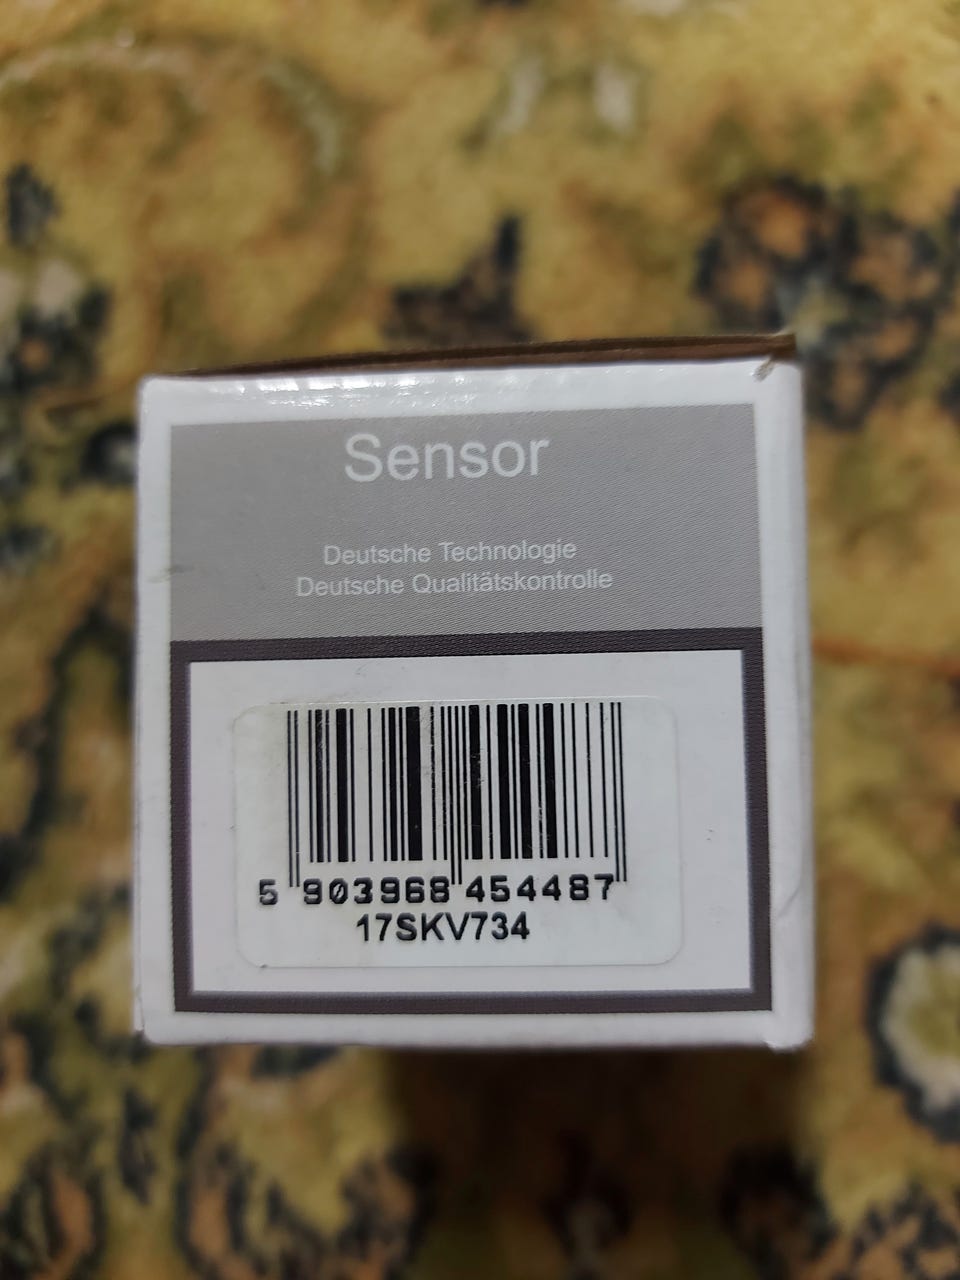 Sensor
Deutsche Technologie
Deutsche Qualitätskontrolle
5 903968 454487
17SKV734